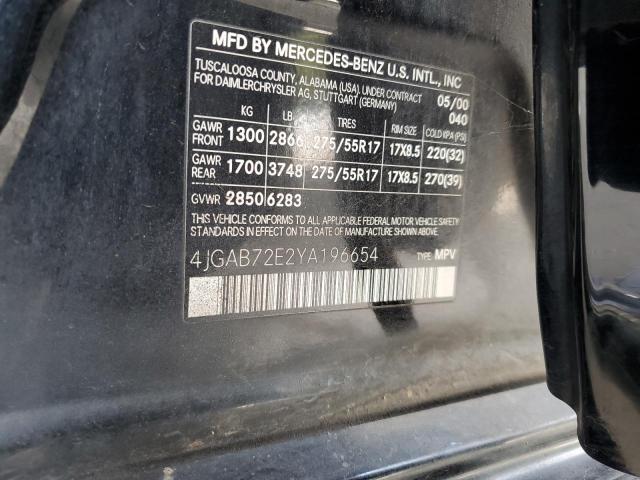 MFD BY MERCEDES-BENZ U.S. INTL., INC
TUSCALOOSA COUNTY, ALABAMA (USA). UNDER CONTRACT 05/00
FOR DAIMLERCHRYSLER AG, STUTTGART (GERMANY) 040
KG LB TIRES RIM SIZE COLD KPA (PSI)
GAWR FRONT 1300 2866 275/55R17 17X8.5 220(32)
GAWR REAR 1700 3748 275/55R17 17X8.5 270(39)
GVWR 2850 6283
THIS VEHICLE CONFORMS TO ALL APPLICABLE FEDERAL MOTOR VEHICLE SAFETY
STANDARDS IN EFFECT ON THE DATE OF MANUFACTURE SHOWN ABOVE.
4JGAB72E2YA196654 TYPE: MPV